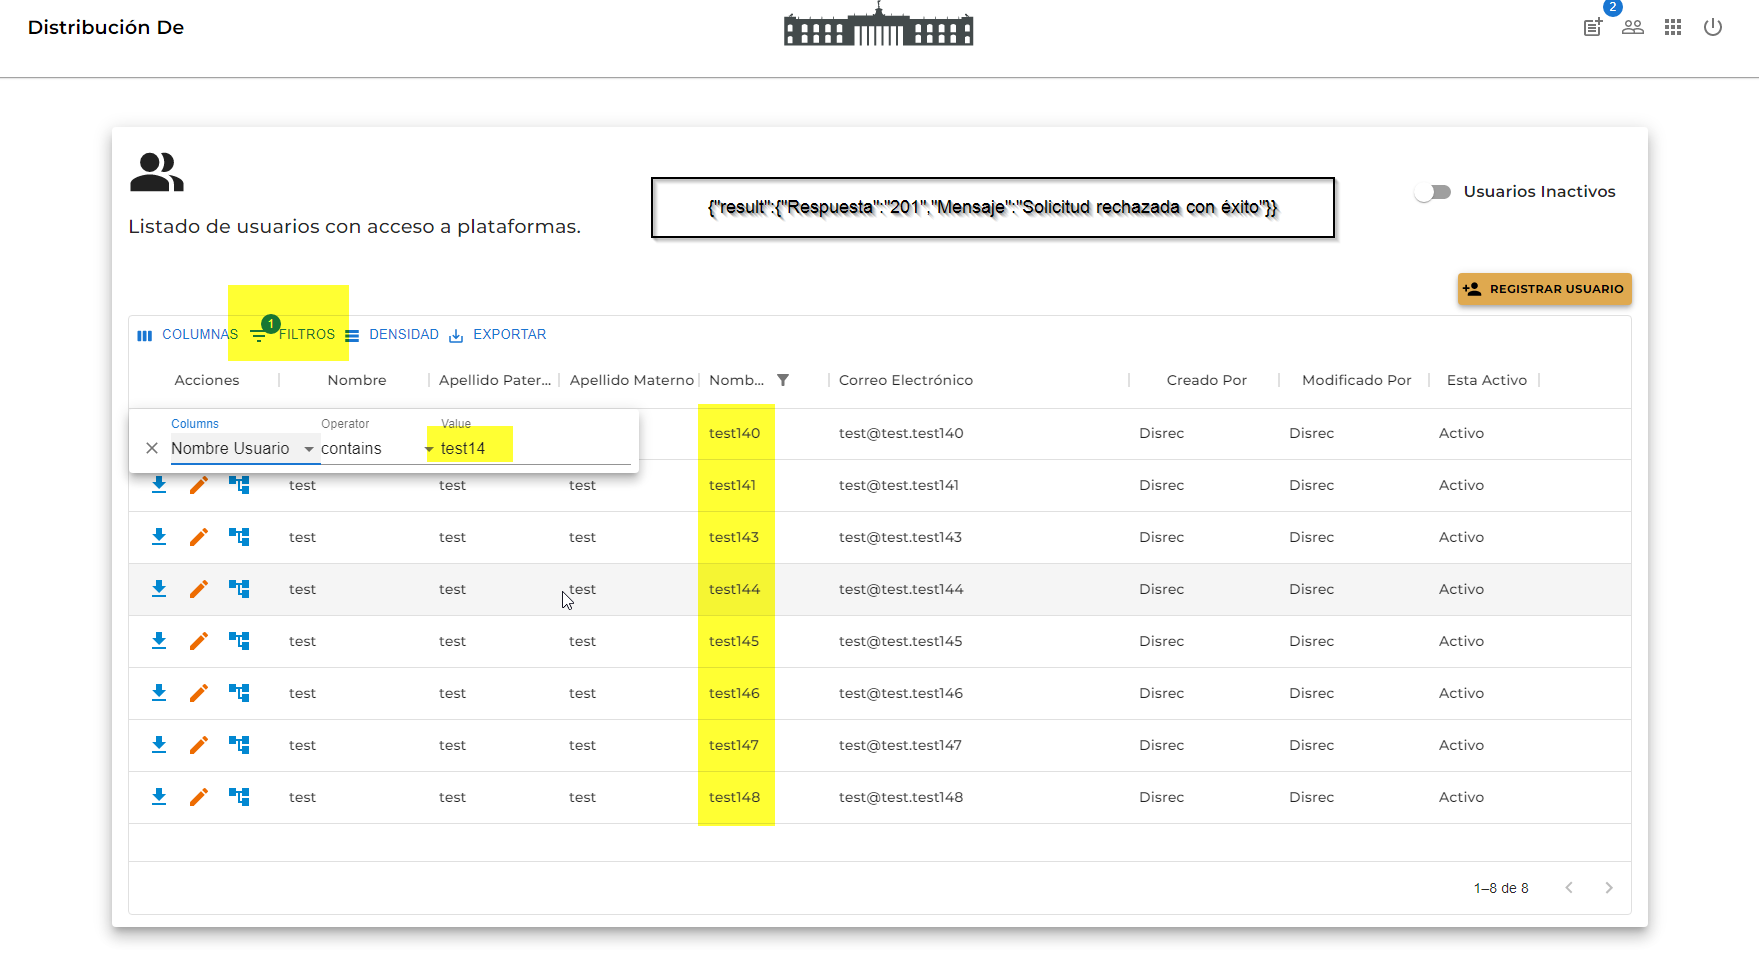 Distribución De
2
{"result":{"Respuesta":"201","Mensaje":"Solicitud rechazada con éxito"}}
Usuarios Inactivos
Listado de usuarios con acceso a plataformas.
REGISTRAR USUARIO
COLUMNAS 1 FILTROS DENSIDAD EXPORTAR
Acciones Nombre Apellido Pater... Apellido Materno Nomb... Correo Electrónico Creado Por Modificado Por Esta Activo
Columns Operator Value
Nombre Usuario contains test14
test140 test@test.test140 Disrec Disrec Activo
test test test test141 test@test.test141 Disrec Disrec Activo
test test test test143 test@test.test143 Disrec Disrec Activo
test test test test144 test@test.test144 Disrec Disrec Activo
test test test test145 test@test.test145 Disrec Disrec Activo
test test test test146 test@test.test146 Disrec Disrec Activo
test test test test147 test@test.test147 Disrec Disrec Activo
test test test test148 test@test.test148 Disrec Disrec Activo
1–8 de 8